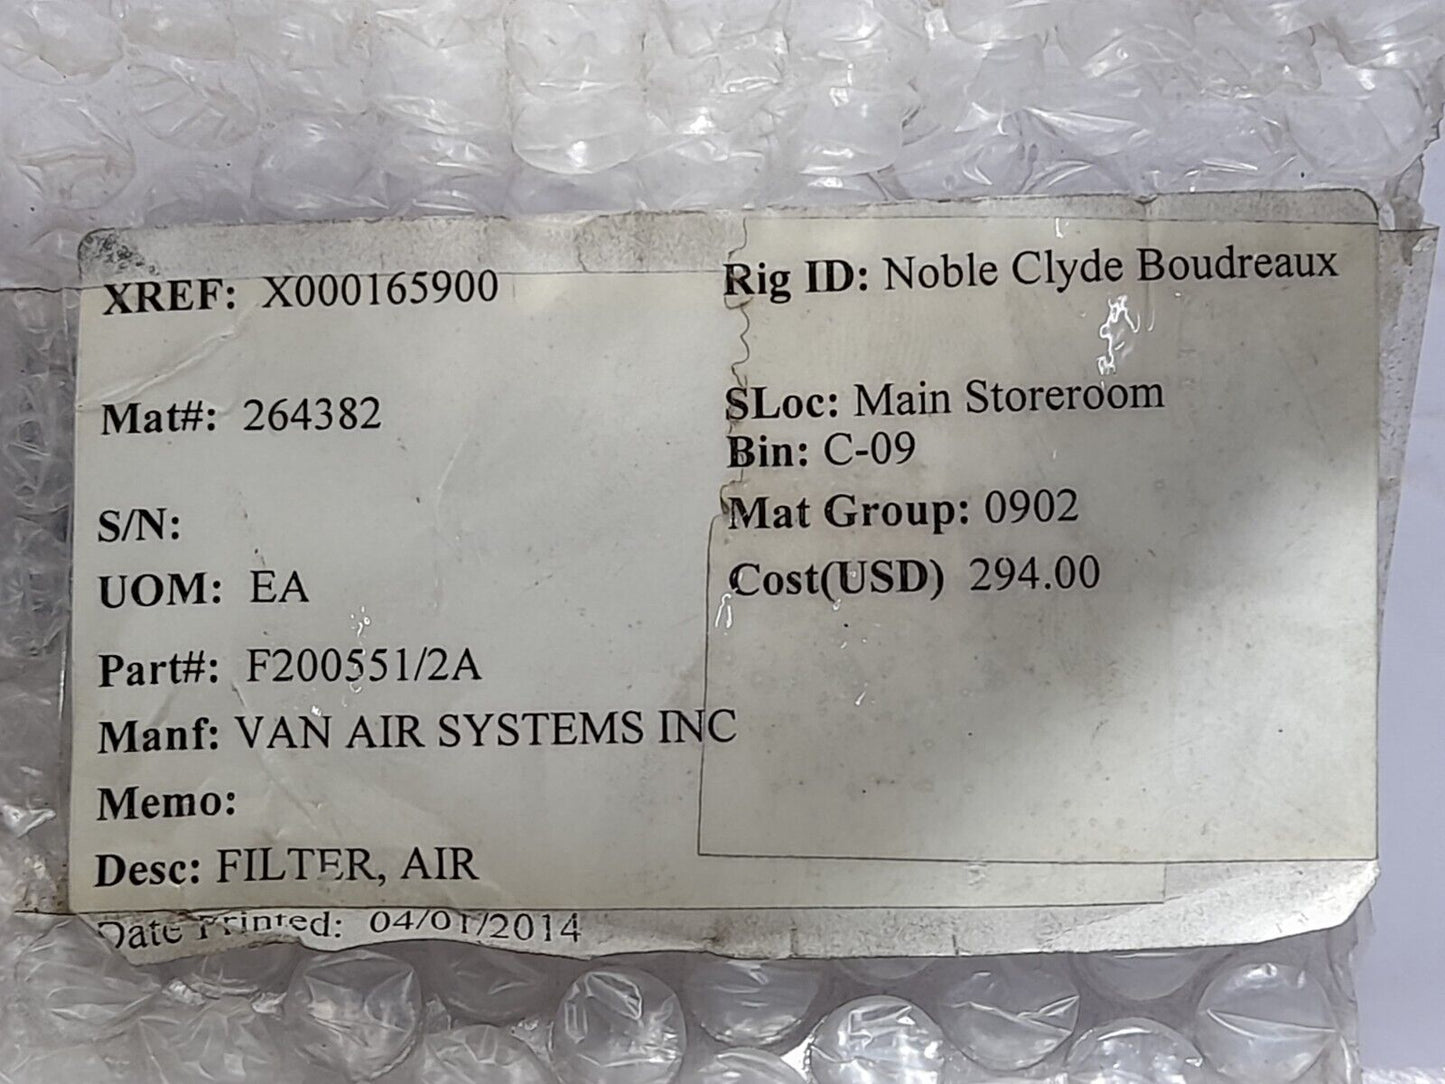 XREF: X000165900
Rig ID: Noble Clyde Boudreaux
Mat#: 264382
SLoc: Main Storeroom
Bin: C-09
S/N:
Mat Group: 0902
UOM: EA
Cost(USD) 294.00
Part#: F200551/2A
Manf: VAN AIR SYSTEMS INC
Memo:
Desc: FILTER, AIR
Date Printed: 04/01/2014